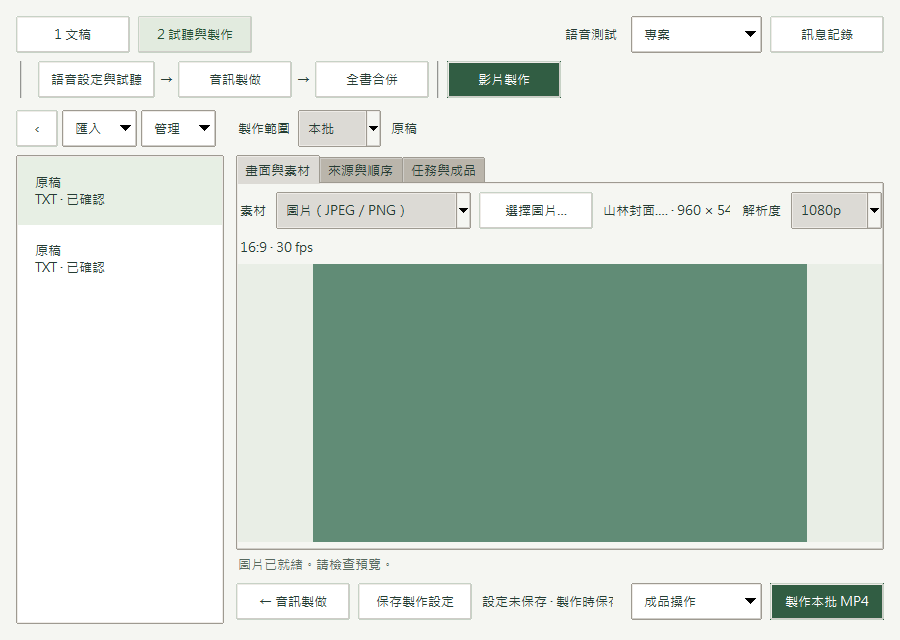 1 文稿
2 試聽與製作
語音測試
專案
訊息記錄
語音設定與試聽
→
音訊製做
→
全書合併
影片製作
‹
匯入
管理
製作範圍
本批
原稿
原稿
TXT · 已確認
原稿
TXT · 已確認
畫面與素材
來源與順序
任務與成品
素材
圖片 ( JPEG / PNG )
選擇圖片...
山林封面.... · 960 × 54
解析度
1080p
16:9 · 30 fps
圖片已就緒。請檢查預覽。
← 音訊製做
保存製作設定
設定未保存 · 製作時保存
成品操作
製作本批 MP4